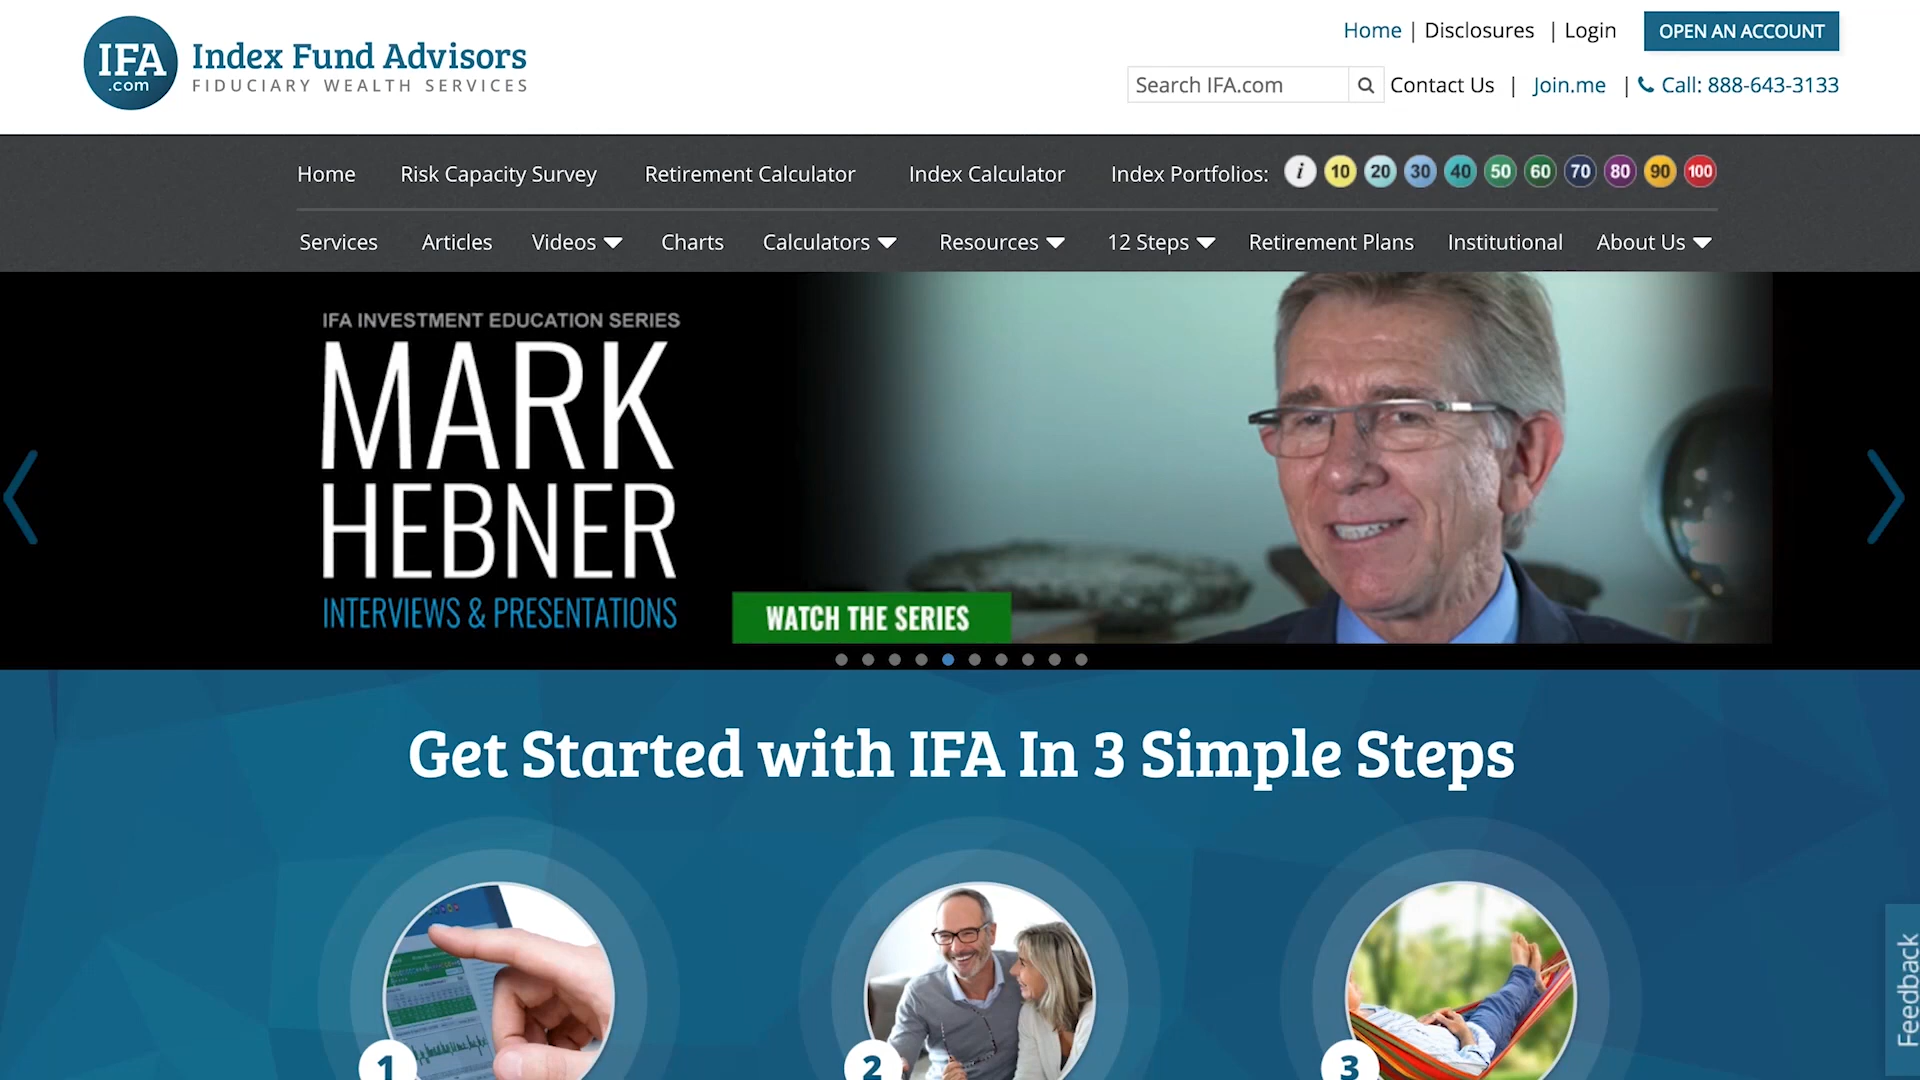 IFA
.com
Index Fund Advisors
FIDUCIARY WEALTH SERVICES
Home | Disclosures | Login
OPEN AN ACCOUNT
Search IFA.com
Contact Us | Join.me | Call: 888-643-3133
Home Risk Capacity Survey Retirement Calculator Index Calculator Index Portfolios: i 10 20 30 40 50 60 70 80 90 100
Services Articles Videos Charts Calculators Resources 12 Steps Retirement Plans Institutional About Us
IFA INVESTMENT EDUCATION SERIES
MARK
HEBNER
INTERVIEWS & PRESENTATIONS
WATCH THE SERIES
Get Started with IFA In 3 Simple Steps
1
2
3
Feedback